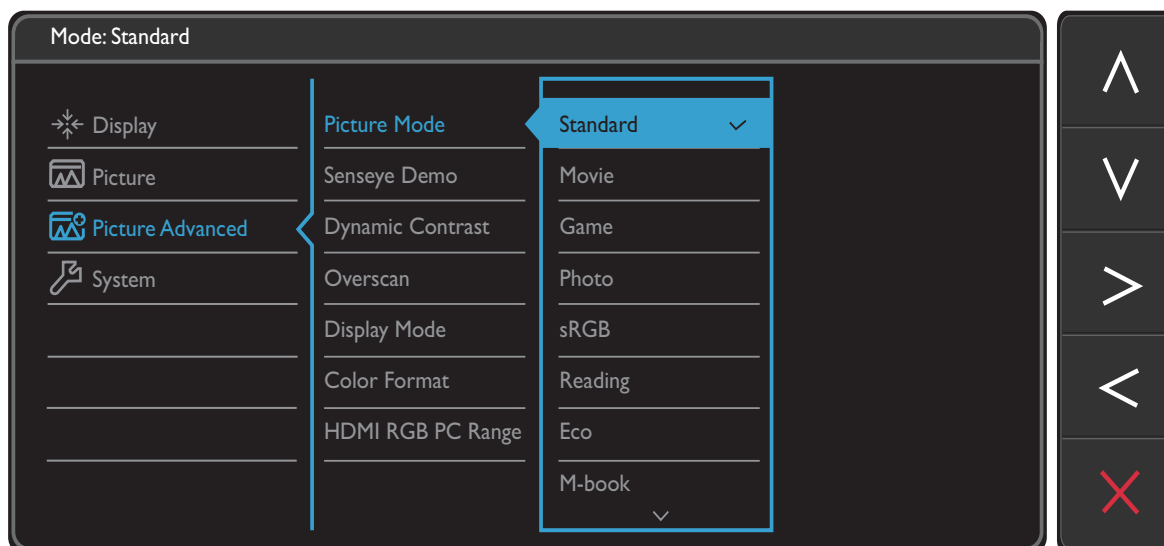 Mode: Standard
Display
Picture
Picture Advanced
System
Picture Mode
Senseye Demo
Dynamic Contrast
Overscan
Display Mode
Color Format
HDMI RGB PC Range
Standard
Movie
Game
Photo
sRGB
Reading
Eco
M-book